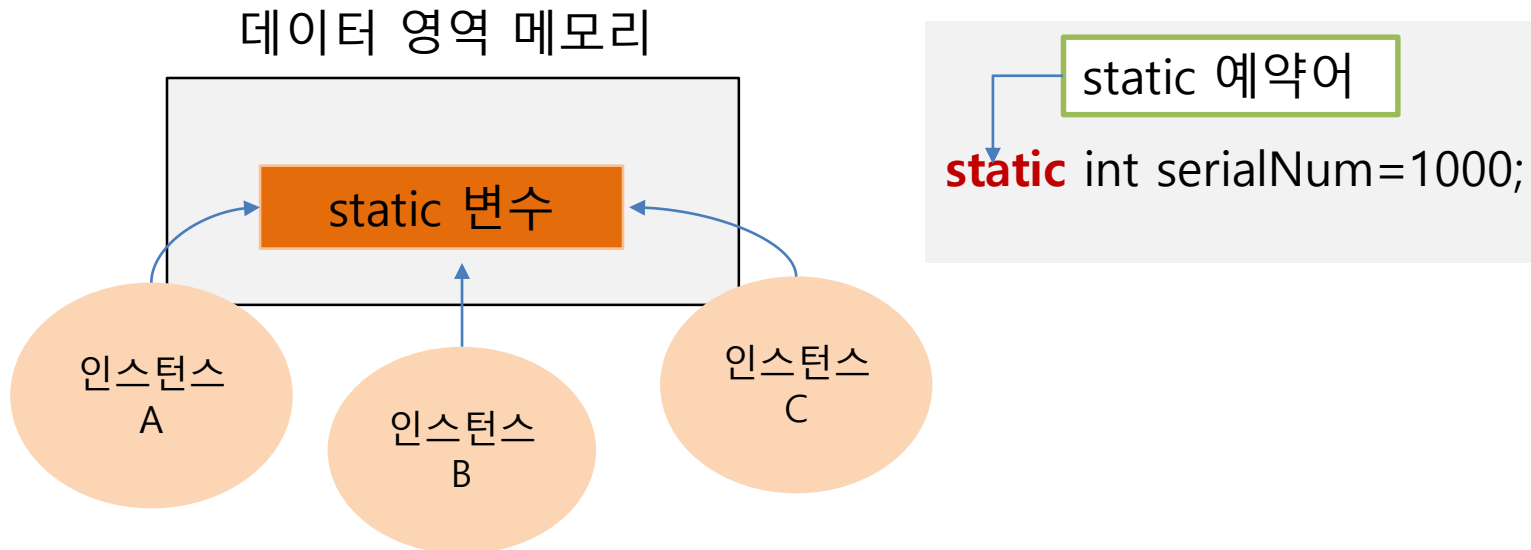 데이터 영역 메모리
static 변수
인스턴스
A
인스턴스
B
인스턴스
C
static 예약어
static int serialNum=1000;